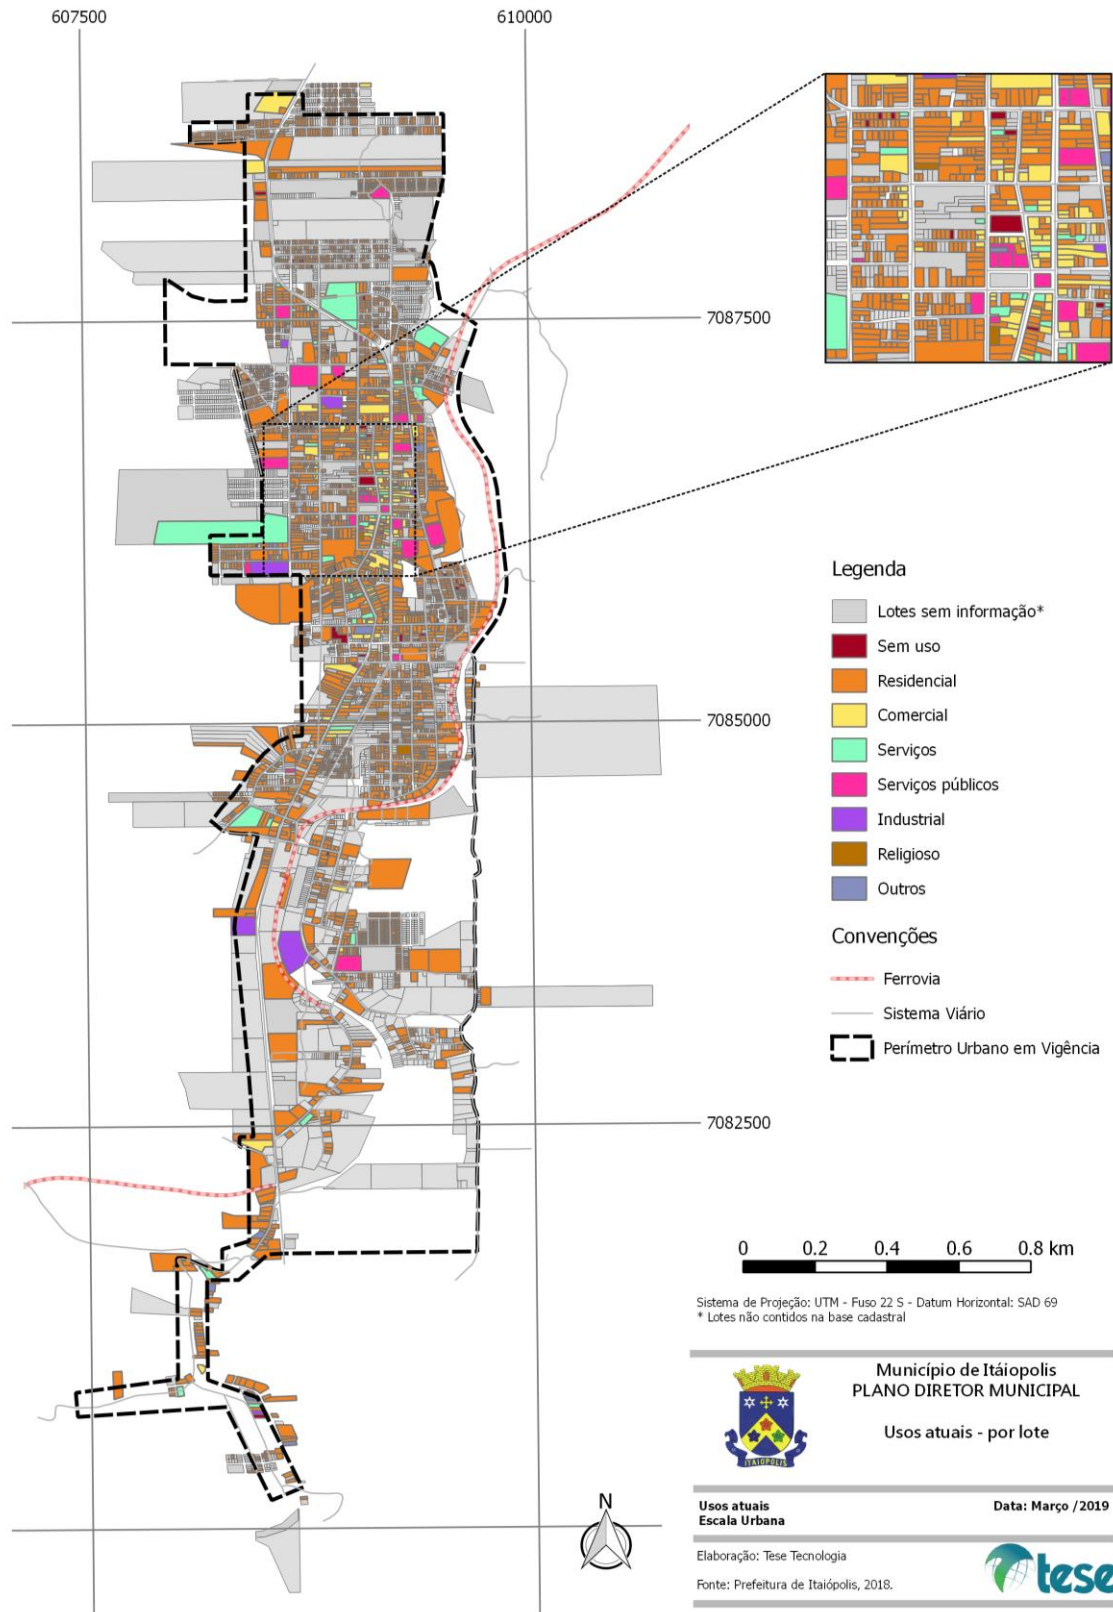 607500
610000
7087500
Legenda
Lotes sem informação*
Sem uso
Residencial
Comercial
Serviços
Serviços públicos
Industrial
Religioso
Outros
7085000
Convenções
Ferrovia
Sistema Viário
Perímetro Urbano em Vigência
7082500
0 0.2 0.4 0.6 0.8 km
Sistema de Projeção: UTM - Fuso 22 S - Datum Horizontal: SAD 69
* Lotes não contidos na base cadastral
Município de Itáiopolis
PLANO DIRETOR MUNICIPAL
Usos atuais - por lote
ITAIOPOLIS
N
Usos atuais
Escala Urbana
Data: Março /2019
Elaboração: Tese Tecnologia
Fonte: Prefeitura de Itaiópolis, 2018.
tese